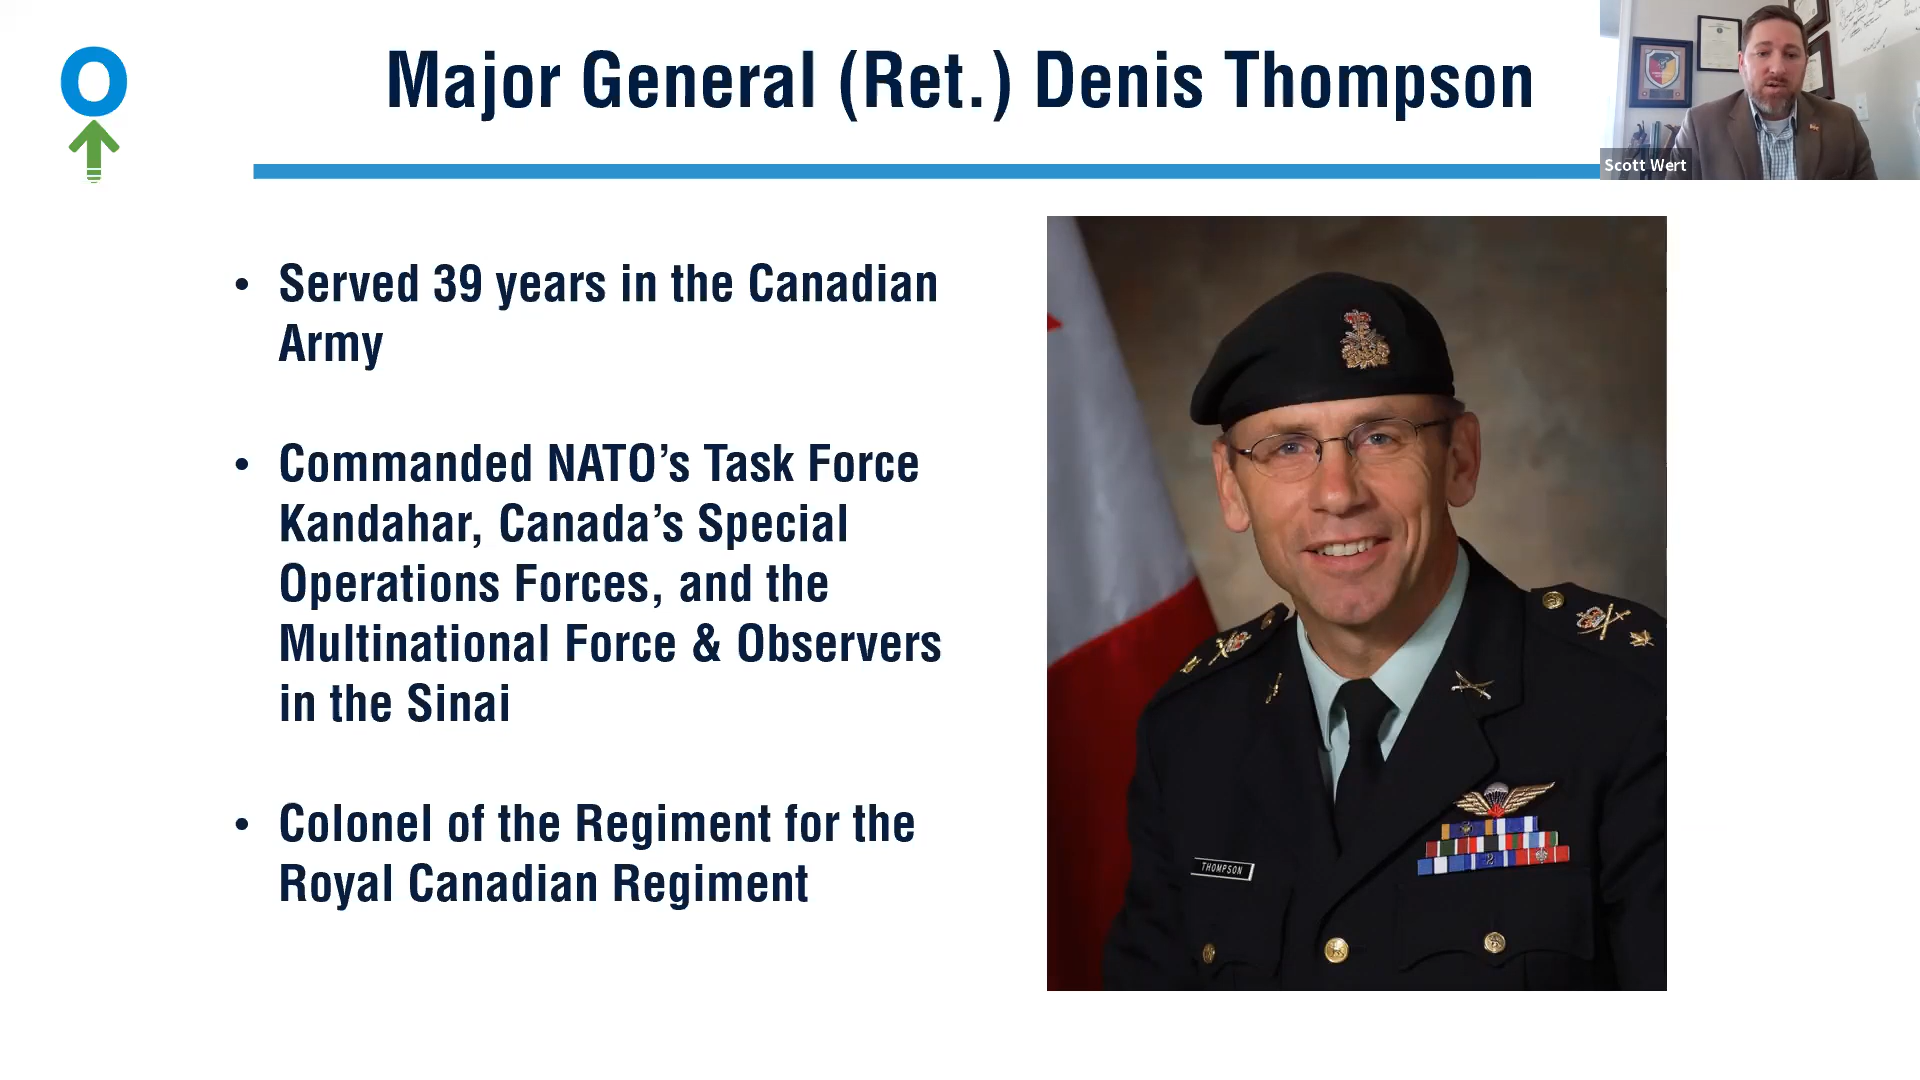 Major General (Ret.) Denis Thompson
Scott Wert
• Served 39 years in the Canadian
Army
• Commanded NATO’s Task Force
Kandahar, Canada’s Special
Operations Forces, and the
Multinational Force & Observers
in the Sinai
• Colonel of the Regiment for the
Royal Canadian Regiment
THOMPSON